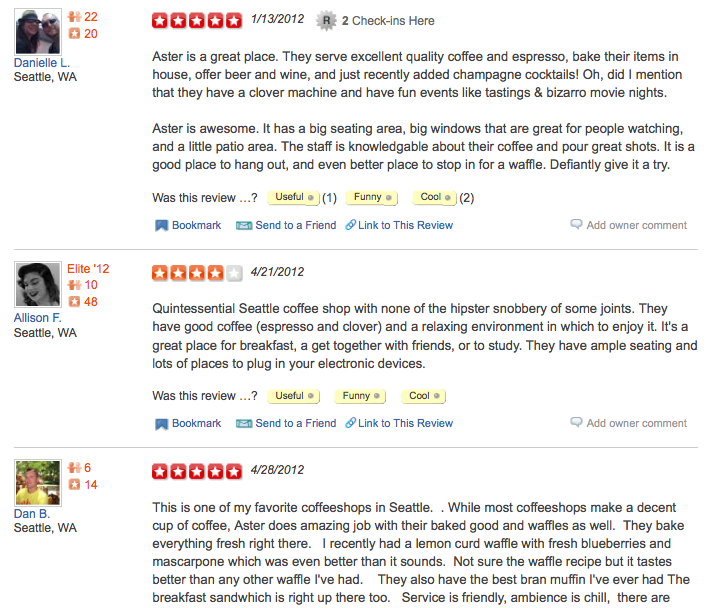 22
20
Danielle L.
Seattle, WA
1/13/2012 R 2 Check-ins Here
Aster is a great place. They serve excellent quality coffee and espresso, bake their items in
house, offer beer and wine, and just recently added champagne cocktails! Oh, did I mention
that they have a clover machine and have fun events like tastings & bizarro movie nights.
Aster is awesome. It has a big seating area, big windows that are great for people watching,
and a little patio area. The staff is knowledgable about their coffee and pour great shots. It is a
good place to hang out, and even better place to stop in for a waffle. Defiantly give it a try.
Was this review ...? Useful (1) Funny Cool (2)
Bookmark Send to a Friend Link to This Review Add owner comment
Elite '12
10
48
Allison F.
Seattle, WA
4/21/2012
Quintessential Seattle coffee shop with none of the hipster snobbery of some joints. They
have good coffee (espresso and clover) and a relaxing environment in which to enjoy it. It's a
great place for breakfast, a get together with friends, or to study. They have ample seating and
lots of places to plug in your electronic devices.
Was this review ...? Useful Funny Cool
Bookmark Send to a Friend Link to This Review Add owner comment
6
14
Dan B.
Seattle, WA
4/28/2012
This is one of my favorite coffeeshops in Seattle. . While most coffeeshops make a decent
cup of coffee, Aster does amazing job with their baked good and waffles as well. They bake
everything fresh right there. I recently had a lemon curd waffle with fresh blueberries and
mascarpone which was even better than it sounds. Not sure the waffle recipe but it tastes
better than any other waffle I've had. They also have the best bran muffin I've ever had The
breakfast sandwhich is right up there too. Service is friendly, ambience is chill, there are